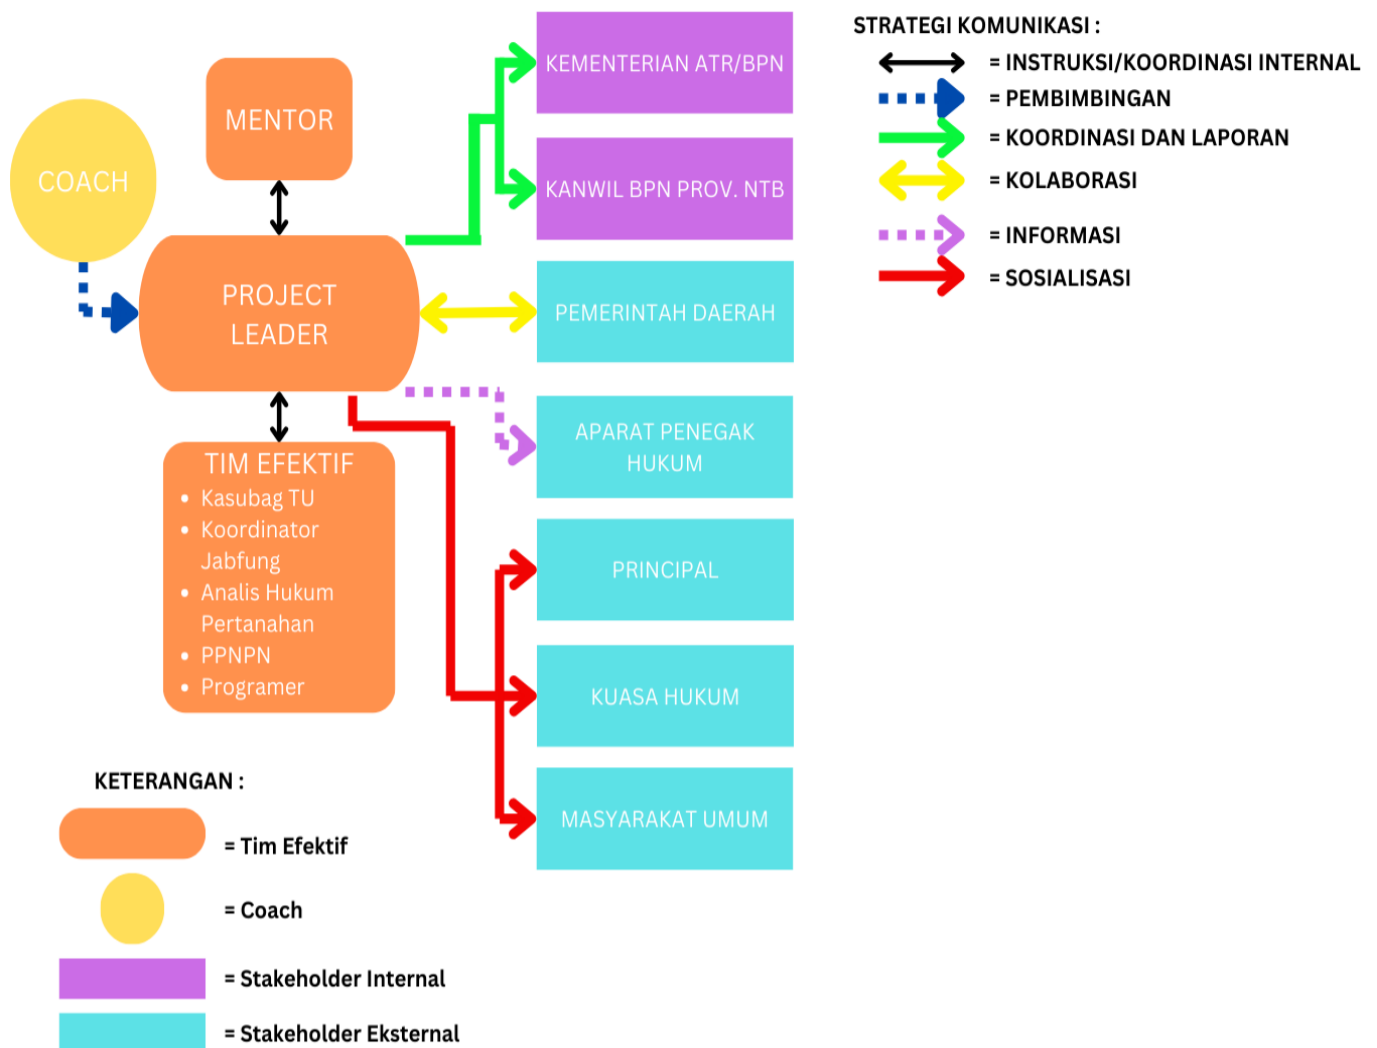 MENTOR
COACH
PROJECT
LEADER
TIM EFEKTIF
• Kasubag TU
• Koordinator
Jabfung
• Analis Hukum
Pertanahan
• PPNPN
• Programer
KEMENTERIAN ATR/BPN
KANWIL BPN PROV. NTB
PEMERINTAH DAERAH
APARAT PENEGAK
HUKUM
PRINCIPAL
KUASA HUKUM
MASYARAKAT UMUM
STRATEGI KOMUNIKASI :
= INSTRUKSI/KOORDINASI INTERNAL
= PEMBIMBINGAN
= KOORDINASI DAN LAPORAN
= KOLABORASI
= INFORMASI
= SOSIALISASI
KETERANGAN :
= Tim Efektif
= Coach
= Stakeholder Internal
= Stakeholder Eksternal